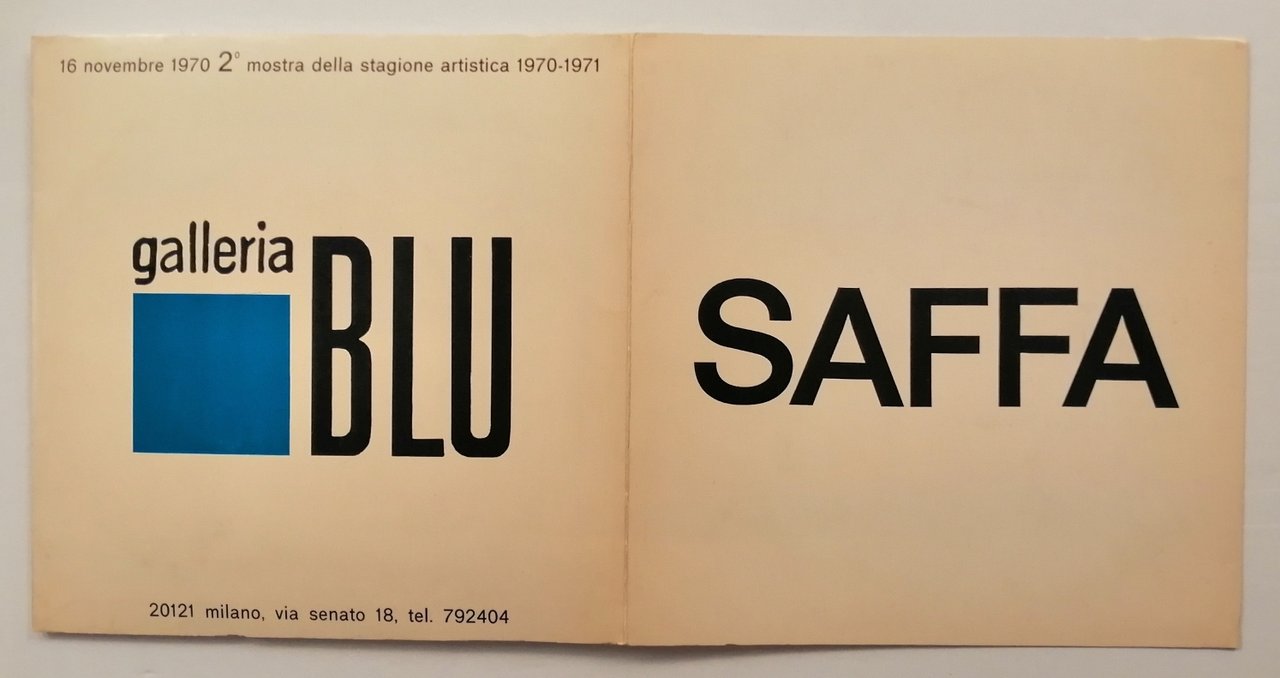 16 novembre 1970 2° mostra della stagione artistica 1970-1971
galleria
BLU
20121 milano, via senato 18, tel. 792404
SAFFA